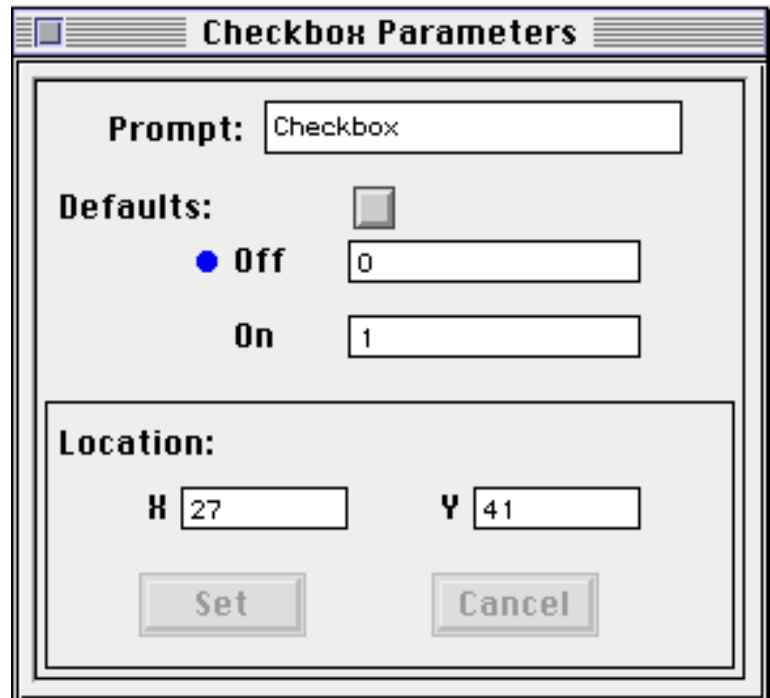 Checkbox Parameters
Prompt: Checkbox
Defaults:
Off 0
On 1
Location:
X 27 Y 41
Set Cancel